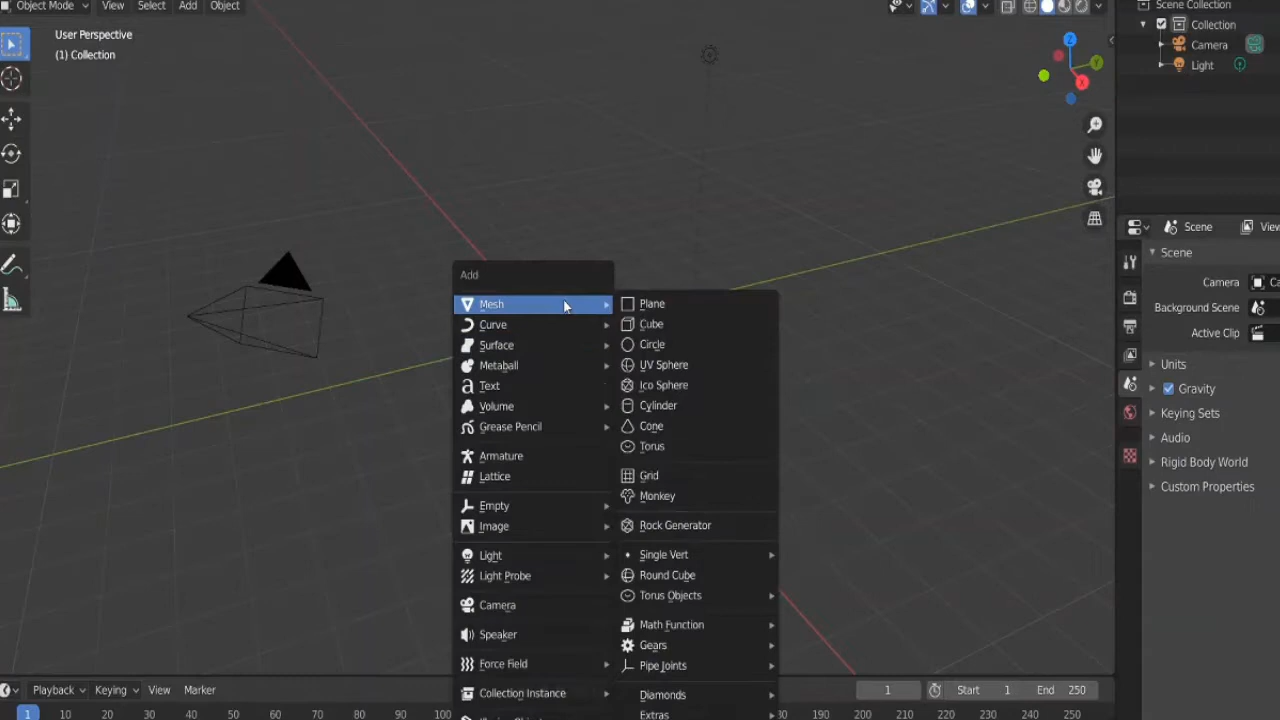 Object Mode View Select Add Object
Scene Collection
User Perspective
(1) Collection
Collection
Camera
Light
Z
Y
X
Add
Mesh
Curve
Surface
Metaball
Text
Volume
Grease Pencil
Armature
Lattice
Empty
Image
Light
Light Probe
Camera
Speaker
Force Field
Collection Instance
Plane
Cube
Circle
UV Sphere
Ico Sphere
Cylinder
Cone
Torus
Grid
Monkey
Rock Generator
Single Vert
Round Cube
Torus Objects
Math Function
Gears
Pipe Joints
Diamonds
Extras
Scene
Scene
Camera
Background Scene
Active Clip
Units
Gravity
Keying Sets
Audio
Rigid Body World
Custom Properties
Playback Keying View Marker 1 Start 1 End 250
1 10 20 30 40 50 60 70 80 90 100 190 200 210 220 230 240 250